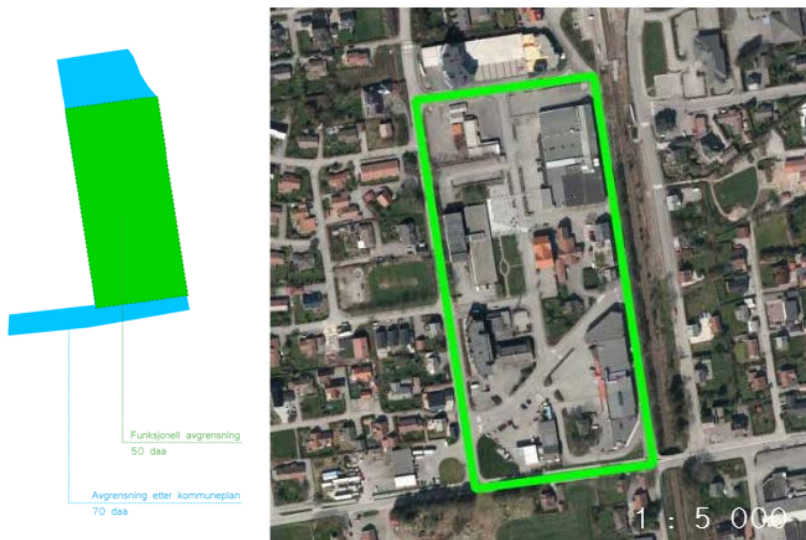 Funksjonell avgrensning
50 daa
Avgrensning etter kommuneplan
70 daa
1 : 5 000